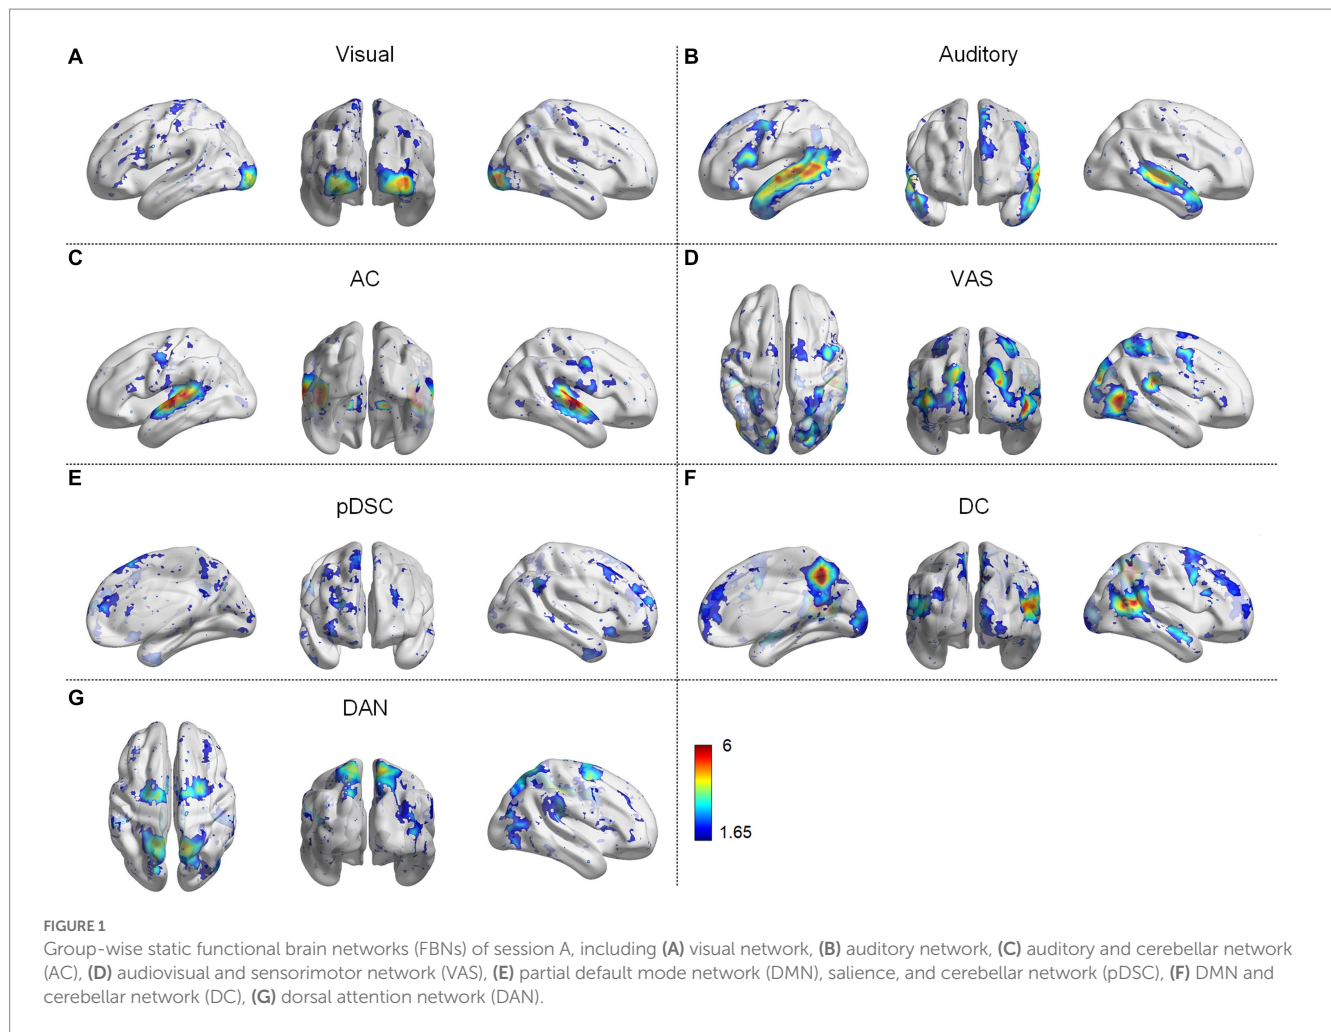 A
Visual
B
Auditory
C
AC
D
VAS
E
pDSC
F
DC
G
DAN
6
1.65
FIGURE 1
Group-wise static functional brain networks (FBNs) of session A, including (A) visual network, (B) auditory network, (C) auditory and cerebellar network
(AC), (D) audiovisual and sensorimotor network (VAS), (E) partial default mode network (DMN), salience, and cerebellar network (pDSC), (F) DMN and
cerebellar network (DC), (G) dorsal attention network (DAN).